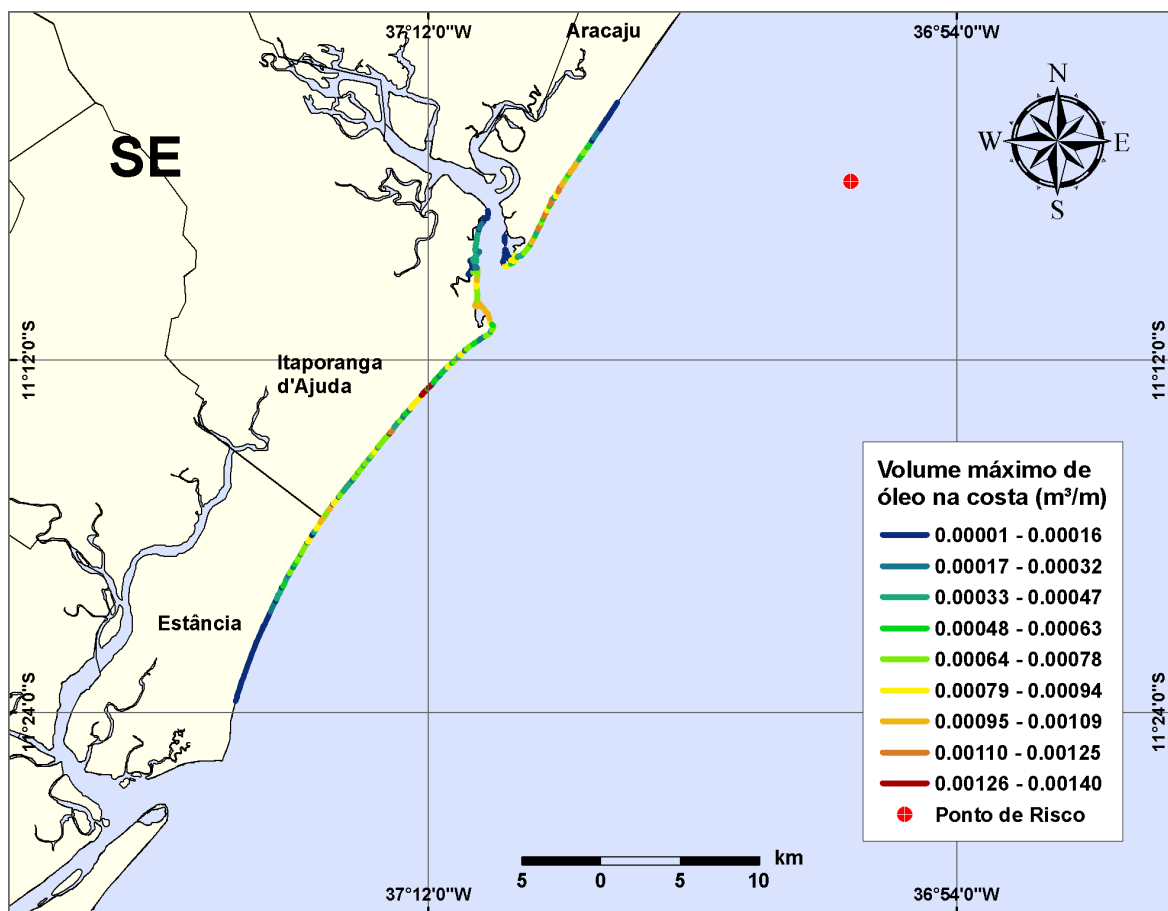 37°12'0"W
36°54'0"W
Aracaju
N
W
E
S
SE
11°12'0"S
11°12'0"S
Itaporanga
d'Ajuda
Estância
11°24'0"S
11°24'0"S
Volume máximo de
óleo na costa (m³/m)
0.00001 - 0.00016
0.00017 - 0.00032
0.00033 - 0.00047
0.00048 - 0.00063
0.00064 - 0.00078
0.00079 - 0.00094
0.00095 - 0.00109
0.00110 - 0.00125
0.00126 - 0.00140
Ponto de Risco
km
5 0 5 10
37°12'0"W
36°54'0"W